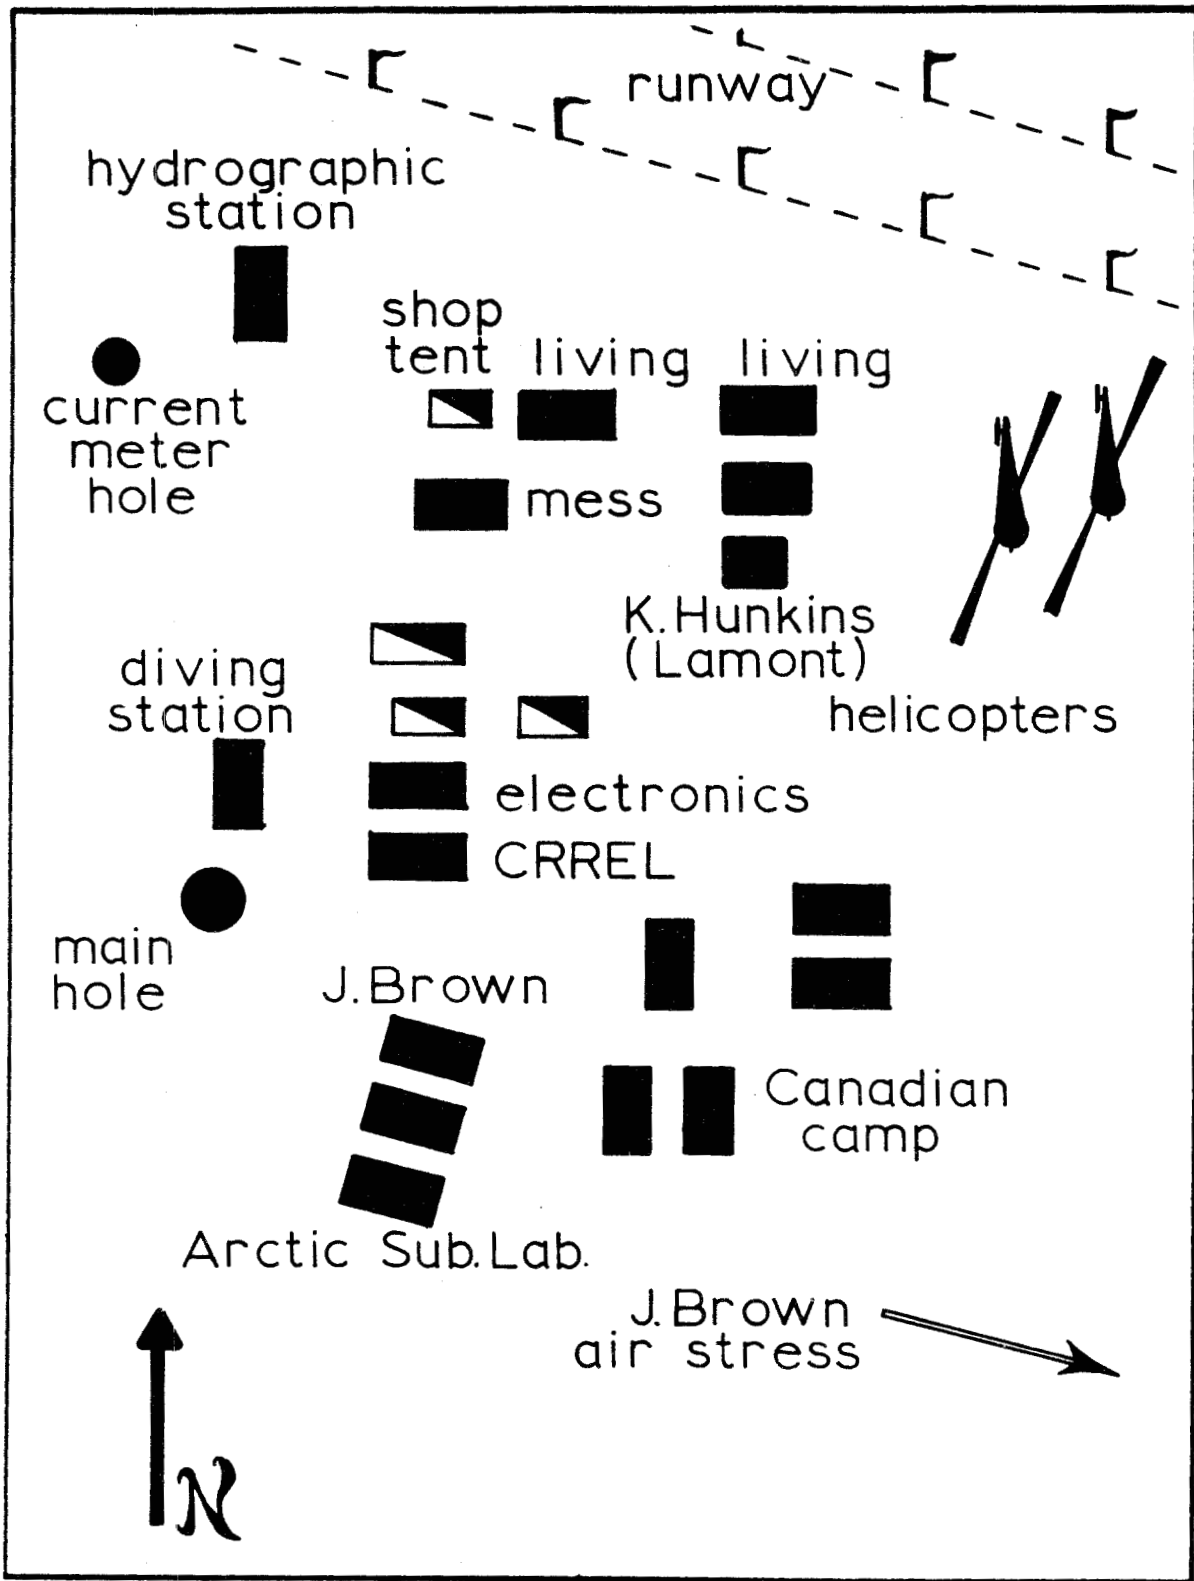 runway
hydrographic
station
shop
tent
living
living
current
meter
hole
mess
K.Hunkins
(Lamont)
diving
station
helicopters
electronics
CRREL
main
hole
J.Brown
Canadian
camp
Arctic Sub.Lab.
J.Brown
air stress
N